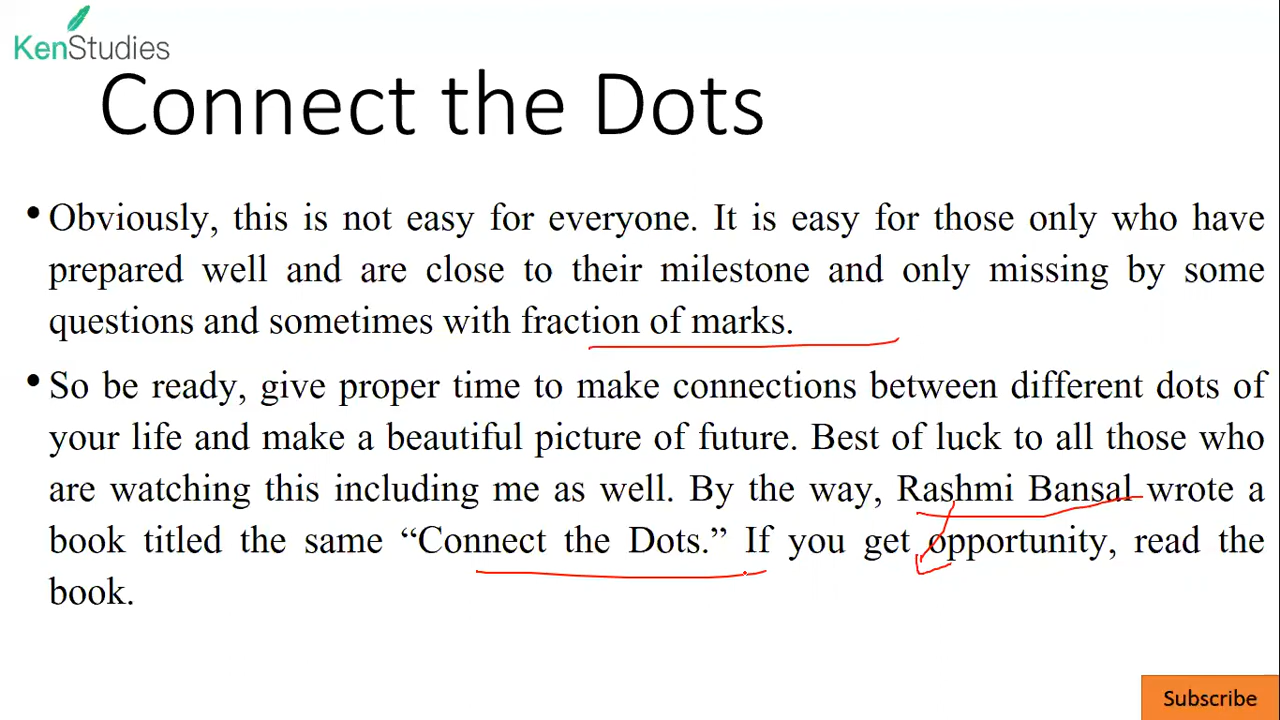 KenStudies
Connect the Dots
• Obviously, this is not easy for everyone. It is easy for those only who have
prepared well and are close to their milestone and only missing by some
questions and sometimes with fraction of marks.
• So be ready, give proper time to make connections between different dots of
your life and make a beautiful picture of future. Best of luck to all those who
are watching this including me as well. By the way, Rashmi Bansal wrote a
book titled the same “Connect the Dots.” If you get opportunity, read the
book.
Subscribe